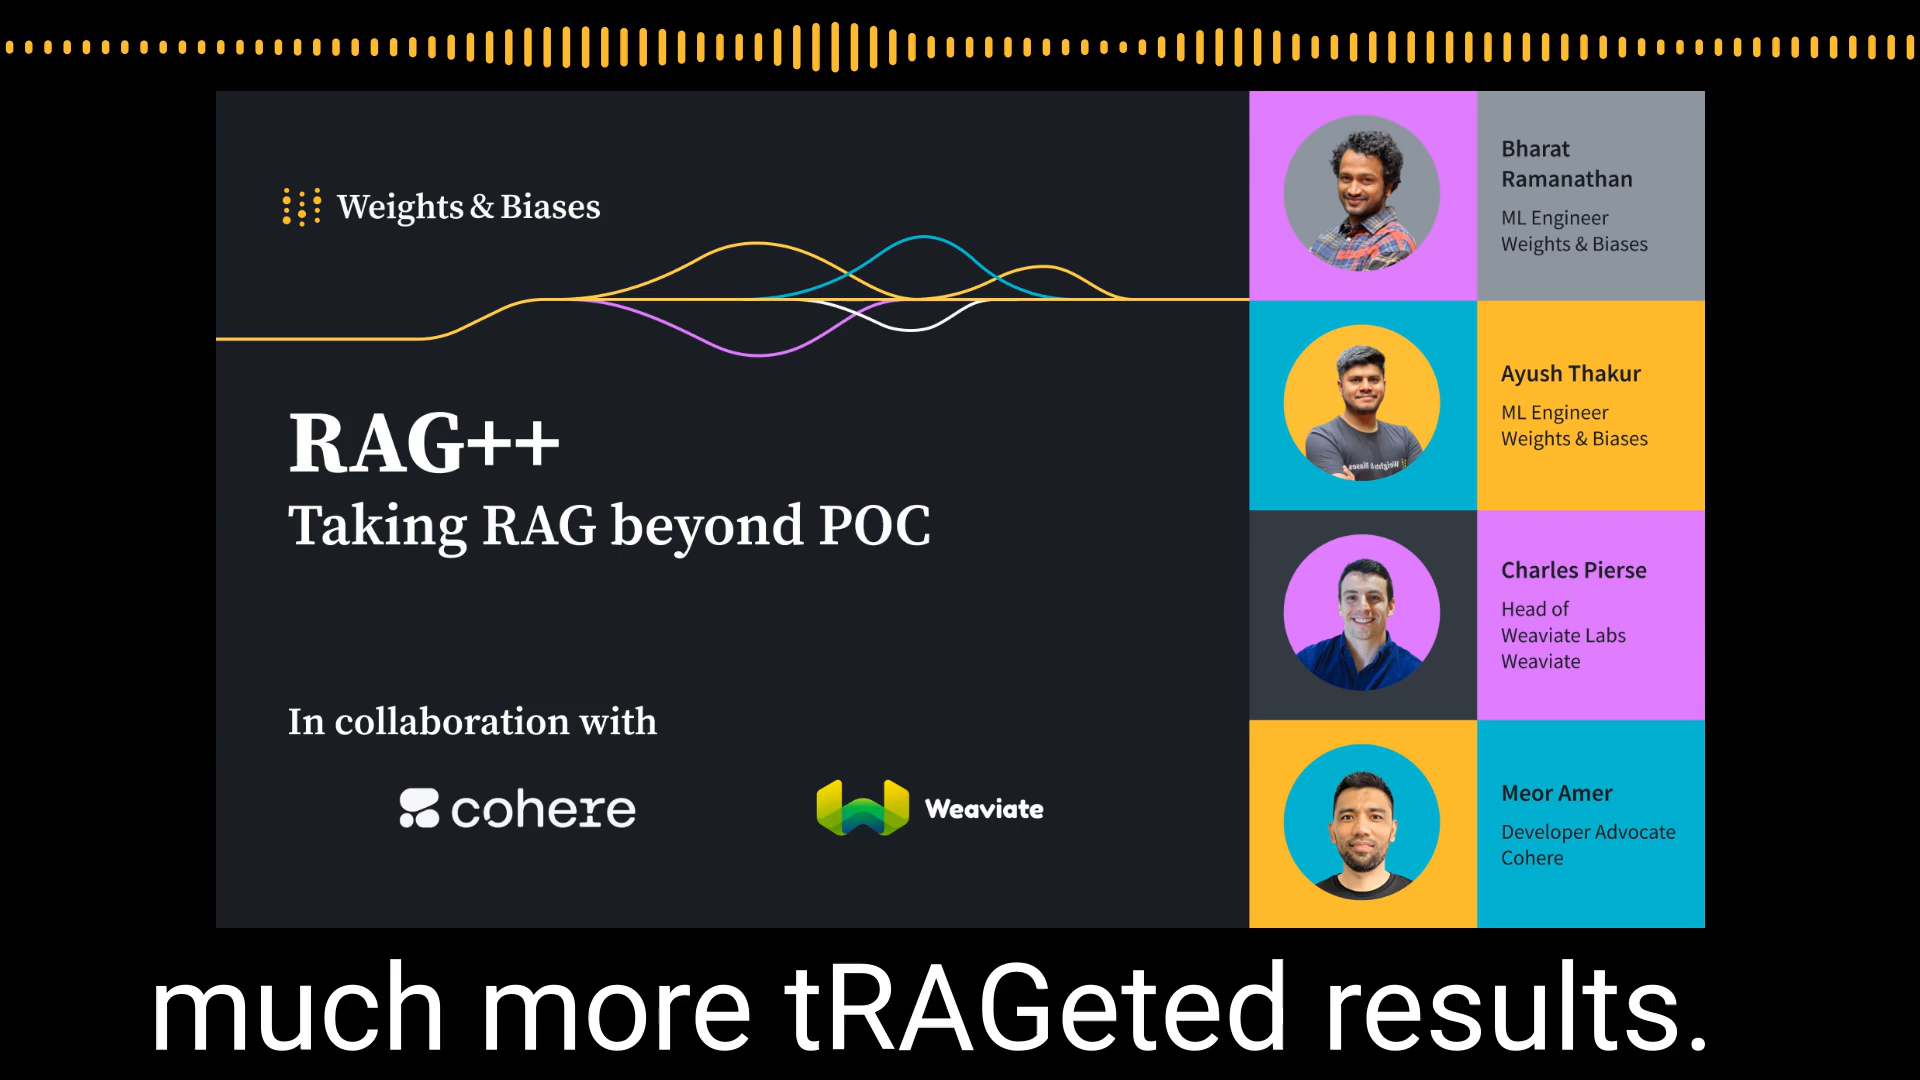 Weights & Biases
RAG++
Taking RAG beyond POC
In collaboration with
cohere
Weaviate
Bharat
Ramanathan
ML Engineer
Weights & Biases
Ayush Thakur
ML Engineer
Weights & Biases
Charles Pierse
Head of
Weaviate Labs
Weaviate
Meor Amer
Developer Advocate
Cohere
much more tRAGeted results.